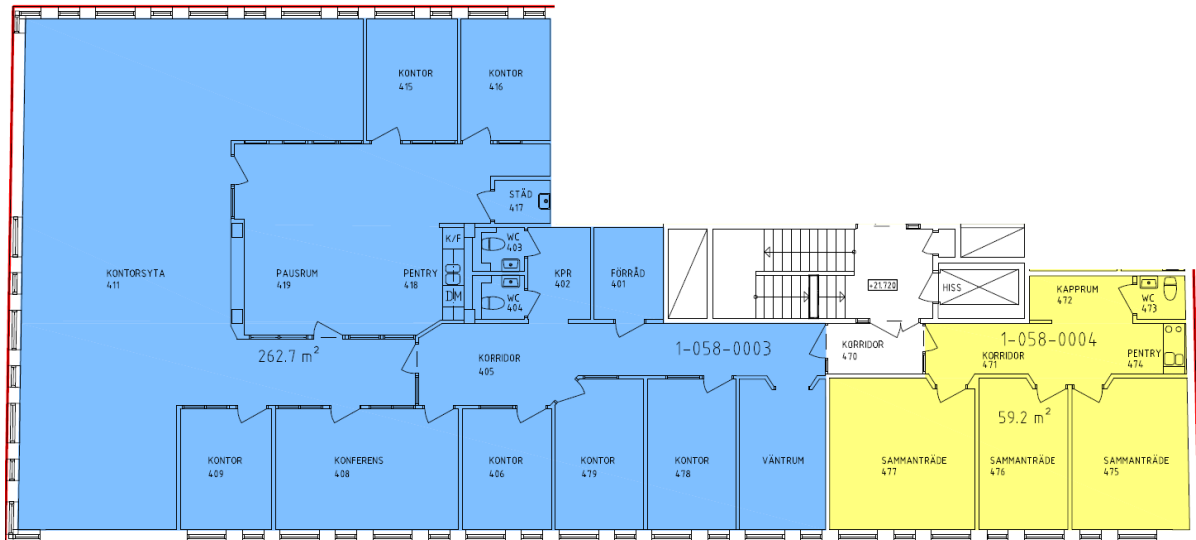 KONTOR
415
KONTOR
416
STÄD
417
WC
403
K/F
KONTORSYTA
411
PAUSRUM
419
PENTRY
418
DM
WC
404
KPR
402
FÖRRÅD
401
+21.720
HISS
KAPPRUM
472
WC
473
262.7 m²
KORRIDOR
405
1-058-0003
KORRIDOR
470
KORRIDOR
471
1-058-0004
PENTRY
474
59.2 m²
KONTOR
409
KONFERENS
408
KONTOR
406
KONTOR
479
KONTOR
478
VÄNTRUM
SAMMANTRÄDE
477
SAMMANTRÄDE
476
SAMMANTRÄDE
475